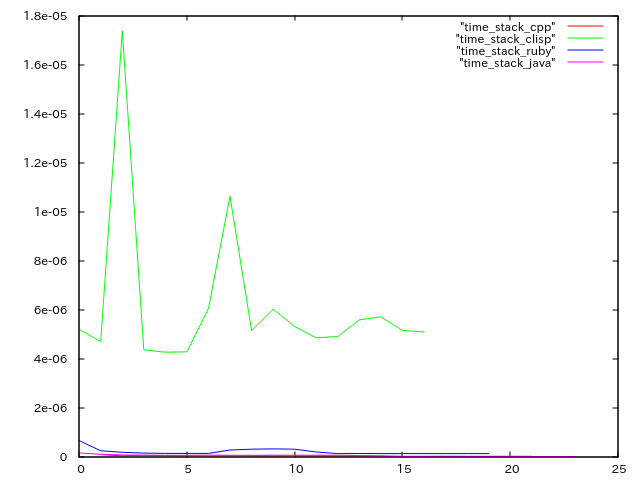 1.8e-05
1.6e-05
1.4e-05
1.2e-05
1e-05
8e-06
6e-06
4e-06
2e-06
0
0 5 10 15 20 25
"time_stack_cpp"
"time_stack_clisp"
"time_stack_ruby"
"time_stack_java"